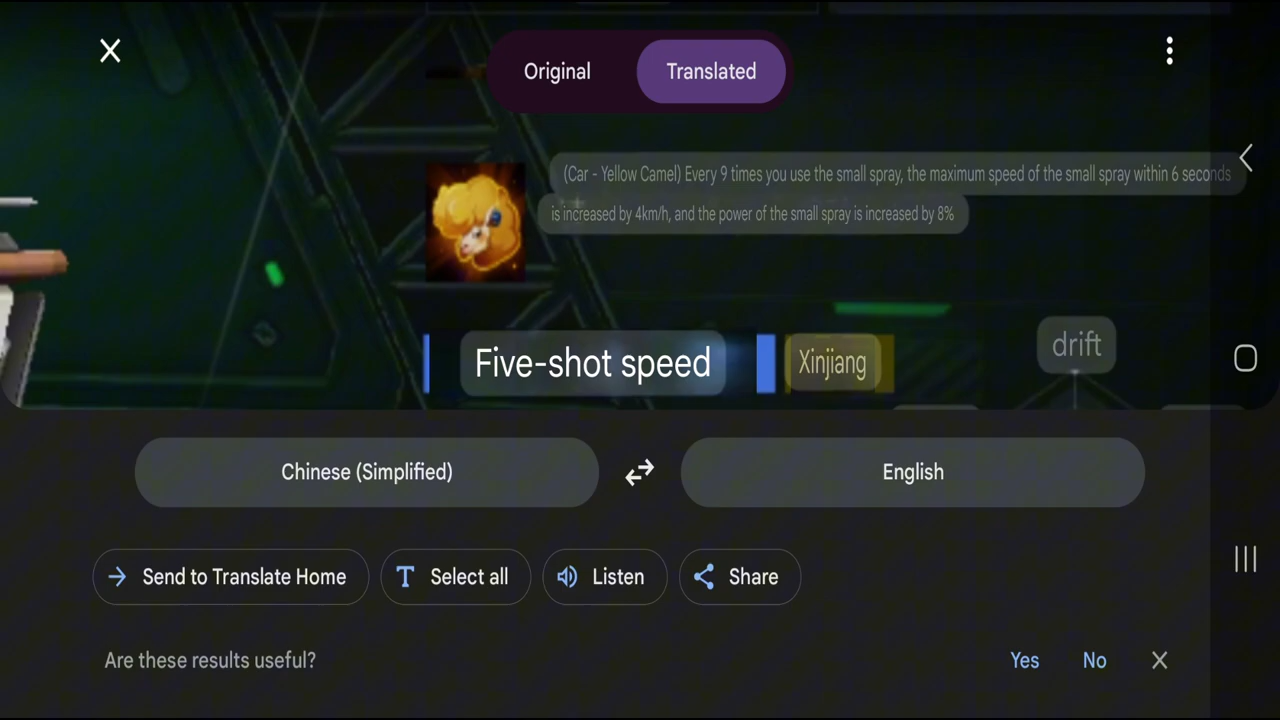 Original
Translated
(Car - Yellow Camel) Every 9 times you use the small spray, the maximum speed of the small spray within 6 seconds
is increased by 4km/h, and the power of the small spray is increased by 8%
Five-shot speed
Xinjiang
drift
Chinese (Simplified)
English
Send to Translate Home
Select all
Listen
Share
Are these results useful?
Yes
No